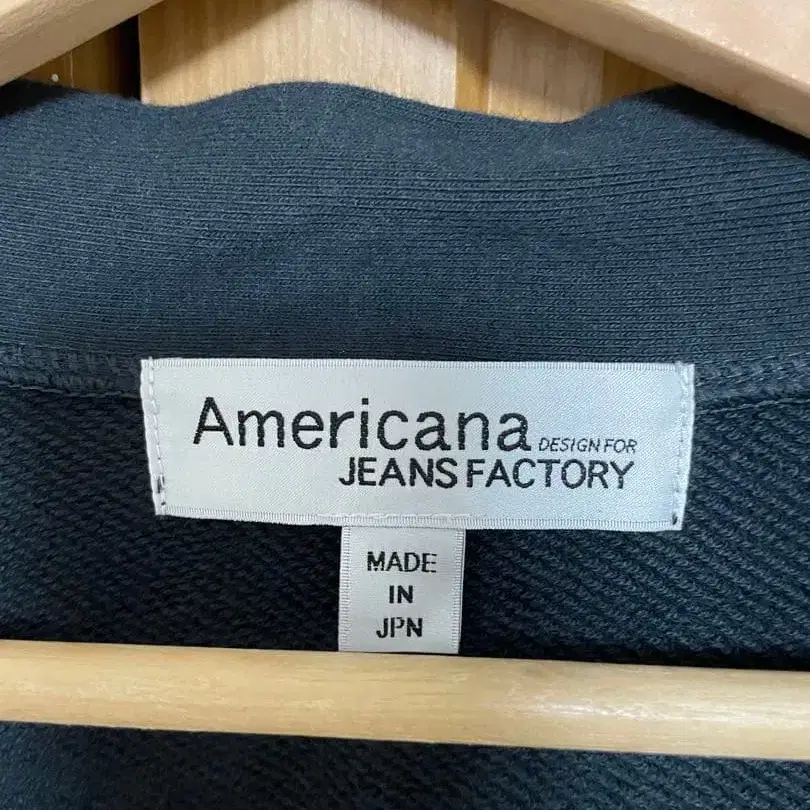 Americana DESIGN FOR
JEANS FACTORY
MADE
IN
JPN